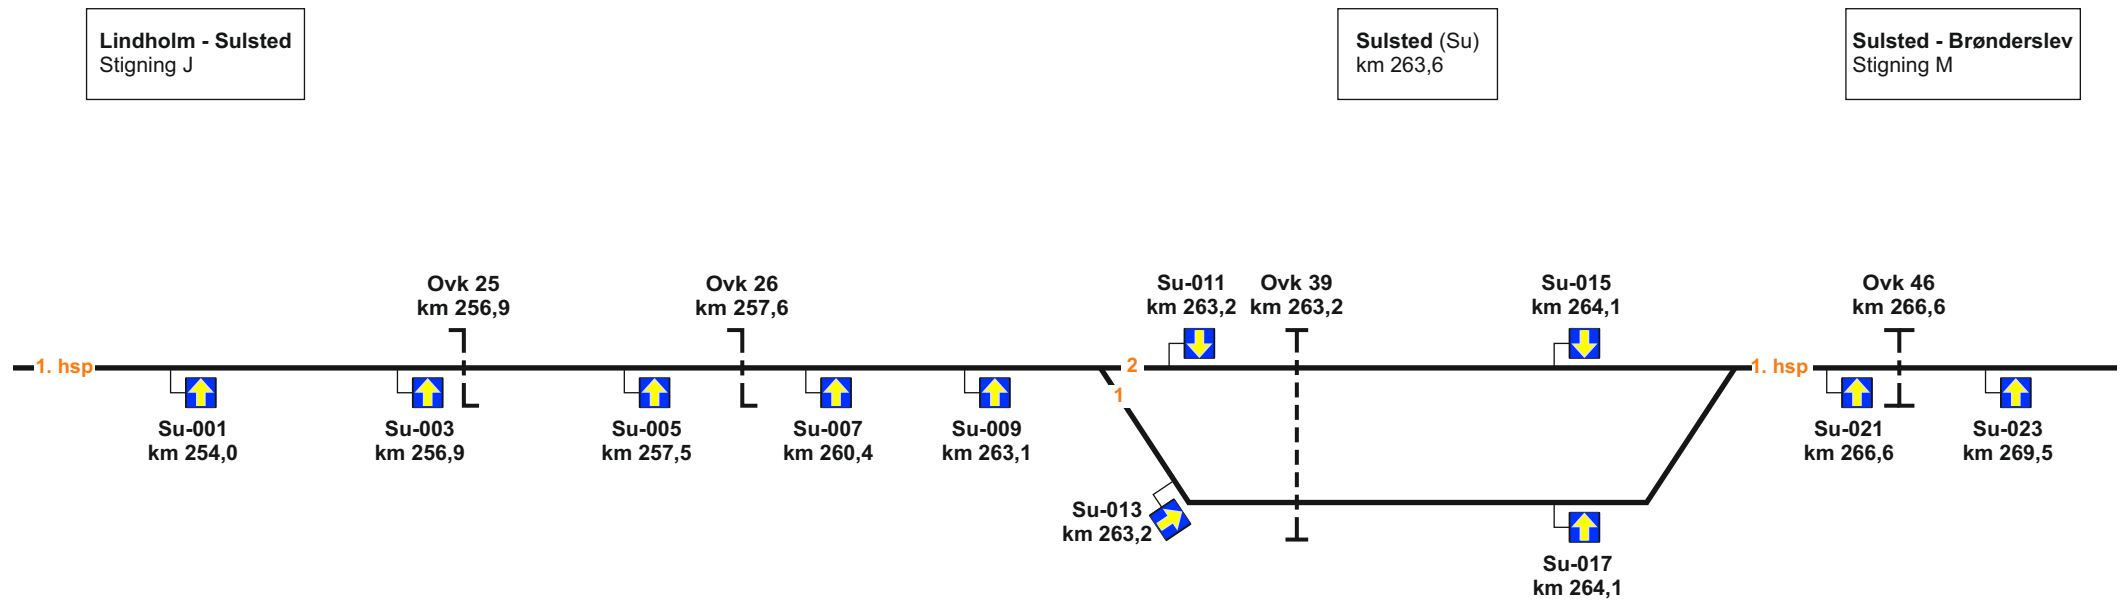 Lindholm - Sulsted
Stigning J
Sulsted (Su)
km 263,6
Sulsted - Brønderslev
Stigning M
Ovk 25
km 256,9
Ovk 26
km 257,6
Su-011
km 263,2
Ovk 39
km 263,2
Su-015
km 264,1
Ovk 46
km 266,6
1. hsp
2
1
1. hsp
Su-001
km 254,0
Su-003
km 256,9
Su-005
km 257,5
Su-007
km 260,4
Su-009
km 263,1
Su-021
km 266,6
Su-023
km 269,5
Su-013
km 263,2
Su-017
km 264,1